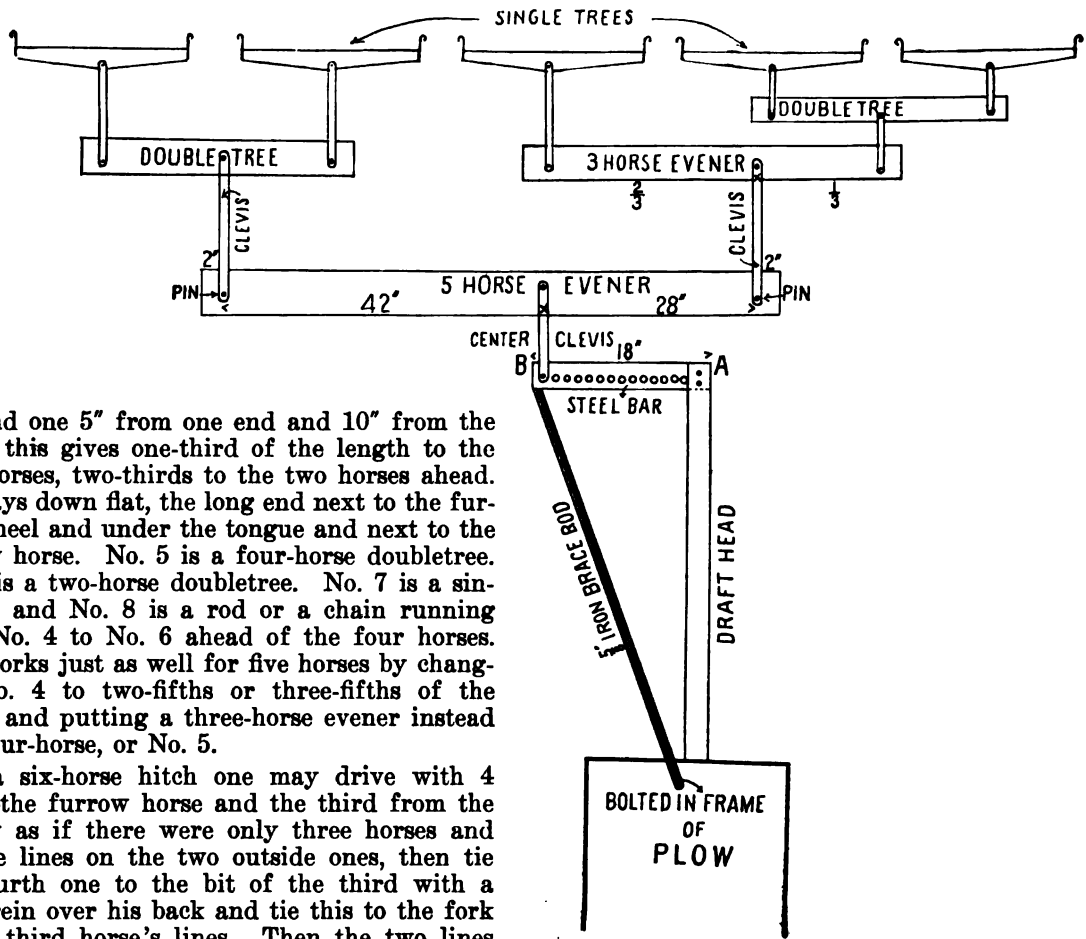 SINGLE TREES
DOUBLETREE
DOUBLETREE
3 HORSE EVENER
2/3
1/3
CLEVIS
CLEVIS
2"
2"
5 HORSE EVENER
PIN
42"
28"
PIN
CENTER CLEVIS
18"
B
A
STEEL BAR
IRON BRACE ROD
DRAFT HEAD
BOLTED IN FRAME
OF
PLOW
nd one 5" from one end and 10" from the
this gives one-third of the length to the
orses, two-thirds to the two horses ahead.
ys down flat, the long end next to the fur-
heel and under the tongue and next to the
horse. No. 5 is a four-horse doubletree.
is a two-horse doubletree. No. 7 is a sin-
and No. 8 is a rod or a chain running
No. 4 to No. 6 ahead of the four horses.
orks just as well for five horses by chang-
o. 4 to two-fifths or three-fifths of the
and putting a three-horse evener instead
ur-horse, or No. 5.
a six-horse hitch one may drive with 4
the furrow horse and the third from the
as if there were only three horses and
e lines on the two outside ones, then tie
urth one to the bit of the third with a
rein over his back and tie this to the fork
third horse's lines. Then the two lines